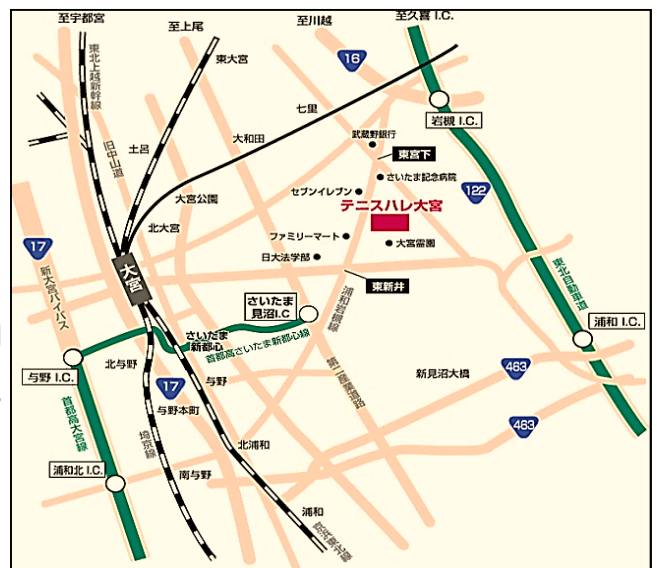 至宇都宮
至上尾
至川越
至久喜 I.C.
東北上越新幹線
東大宮
16
七里
岩槻 I.C.
武蔵野銀行
土呂
大和田
東宮下
旧中山道
さいたま記念病院
122
大宮公園
セブンイレブン
テニスハレ大宮
北大宮
17
ファミリーマート
大宮霊園
新大宮バイパス
大宮
日大法学部
東北自動車道
東新井
さいたま
見沼I.C
浦和岩槻線
浦和 I.C.
さいたま
新都心
首都高さいたま新都心線
与野 I.C.
北与野
与野
第二産業道路
新見沼大橋
463
17
与野本町
首都高大宮線
埼京線
北浦和
463
浦和北 I.C.
南与野
浦和
京浜東北線